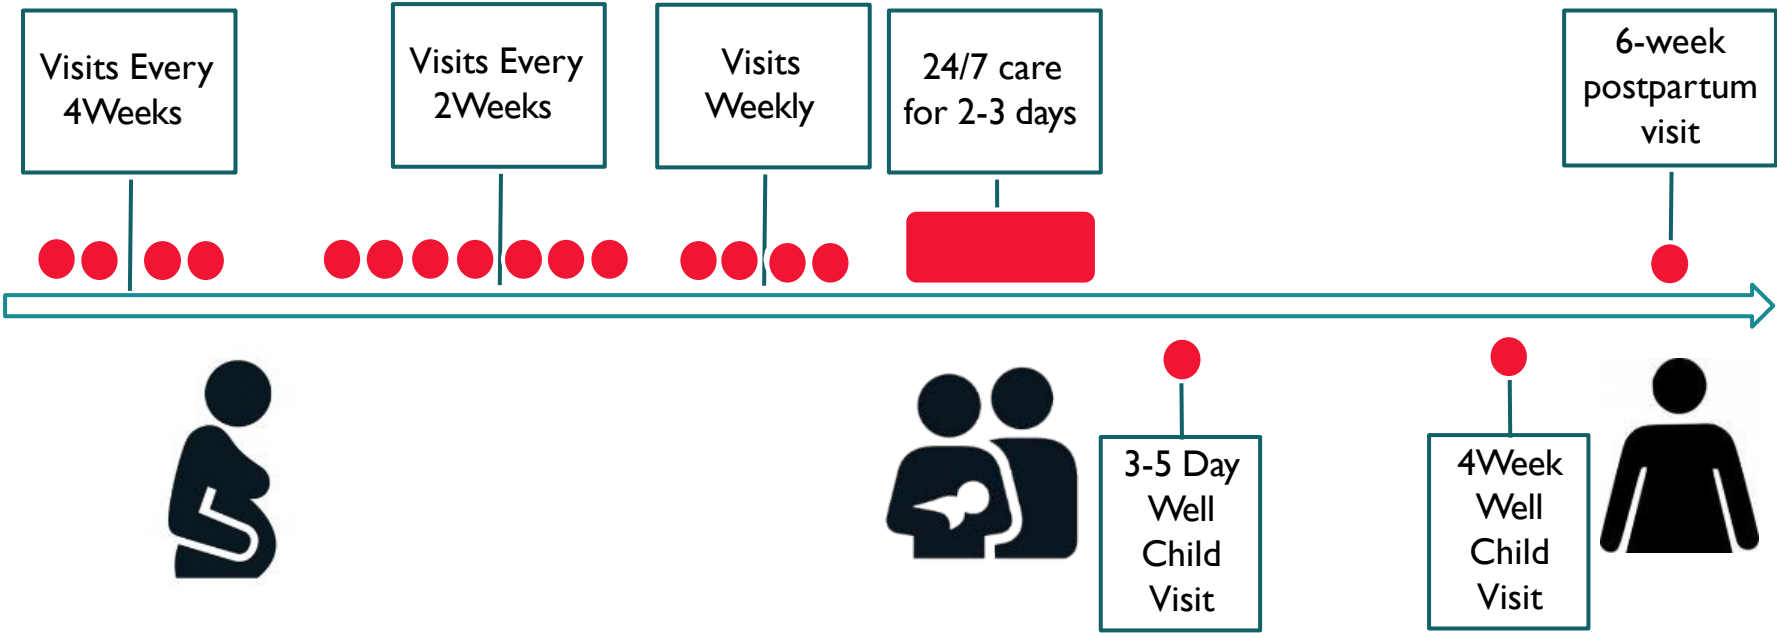 Visits Every
4Weeks
Visits Every
2Weeks
Visits
Weekly
24/7 care
for 2-3 days
6-week
postpartum
visit
3-5 Day
Well
Child
Visit
4Week
Well
Child
Visit